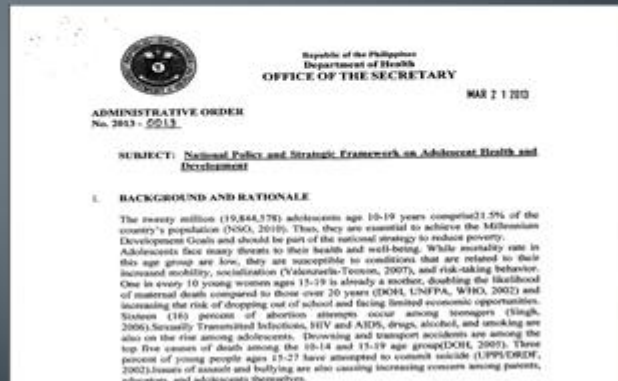 Republic of the Philippines
Department of Health
OFFICE OF THE SECRETARY
MAR 21 2013
ADMINISTRATIVE ORDER
No. 2013 - 0013
SUBJECT: National Policy and Strategic Framework on Adolescent Health and
Development
I. BACKGROUND AND RATIONALE
The twenty million (19,844,578) adolescents age 10-19 years comprise21.5% of the
country's population (NSO, 2010). Thus, they are essential to achieve the Millennium
Development Goals and should be part of the national strategy to reduce poverty.
Adolescents face many threats to their health and well-being. While mortality rate in
this age group are low, they are susceptible to conditions that are related to their
increased mobility, socialization (Valenzuela-Tezon, 2007), and risk-taking behavior.
One in every 10 young women ages 15-19 is already a mother, doubling the likelihood
of maternal death compared to those over 20 years (DOH, UNFPA, WHO, 2002) and
increasing the risk of dropping out of school and facing limited economic opportunities.
Sixteen (16) percent of abortion attempts occur among teenagers (Singh,
2006).Sexually Transmitted Infections, HIV and AIDS, drugs, alcohol, and smoking are
also on the rise among adolescents. Drowning and transport accidents are among the
top five causes of death among the 10-14 and 15-19 age group(DOH, 2005). Three
percent of young people ages 15-27 have attempted to commit suicide (UPPI/DRDF,
2002).Issues of assault and bullying are also causing increasing concern among parents,
educators, and adolescents themselves.